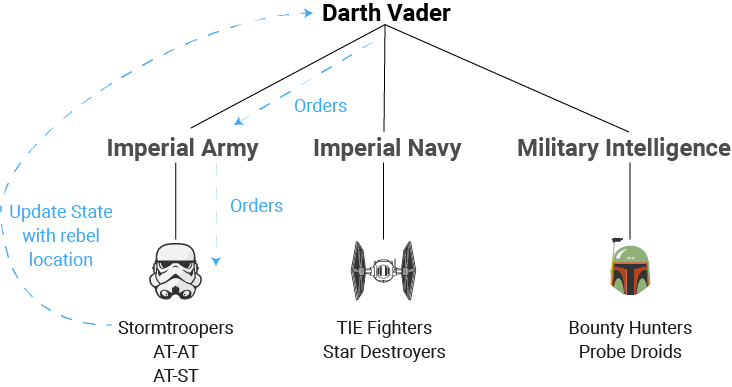 Darth Vader
Orders
Imperial Army
Imperial Navy
Military Intelligence
Update State
with rebel
location
Orders
Stormtroopers
AT-AT
AT-ST
TIE Fighters
Star Destroyers
Bounty Hunters
Probe Droids